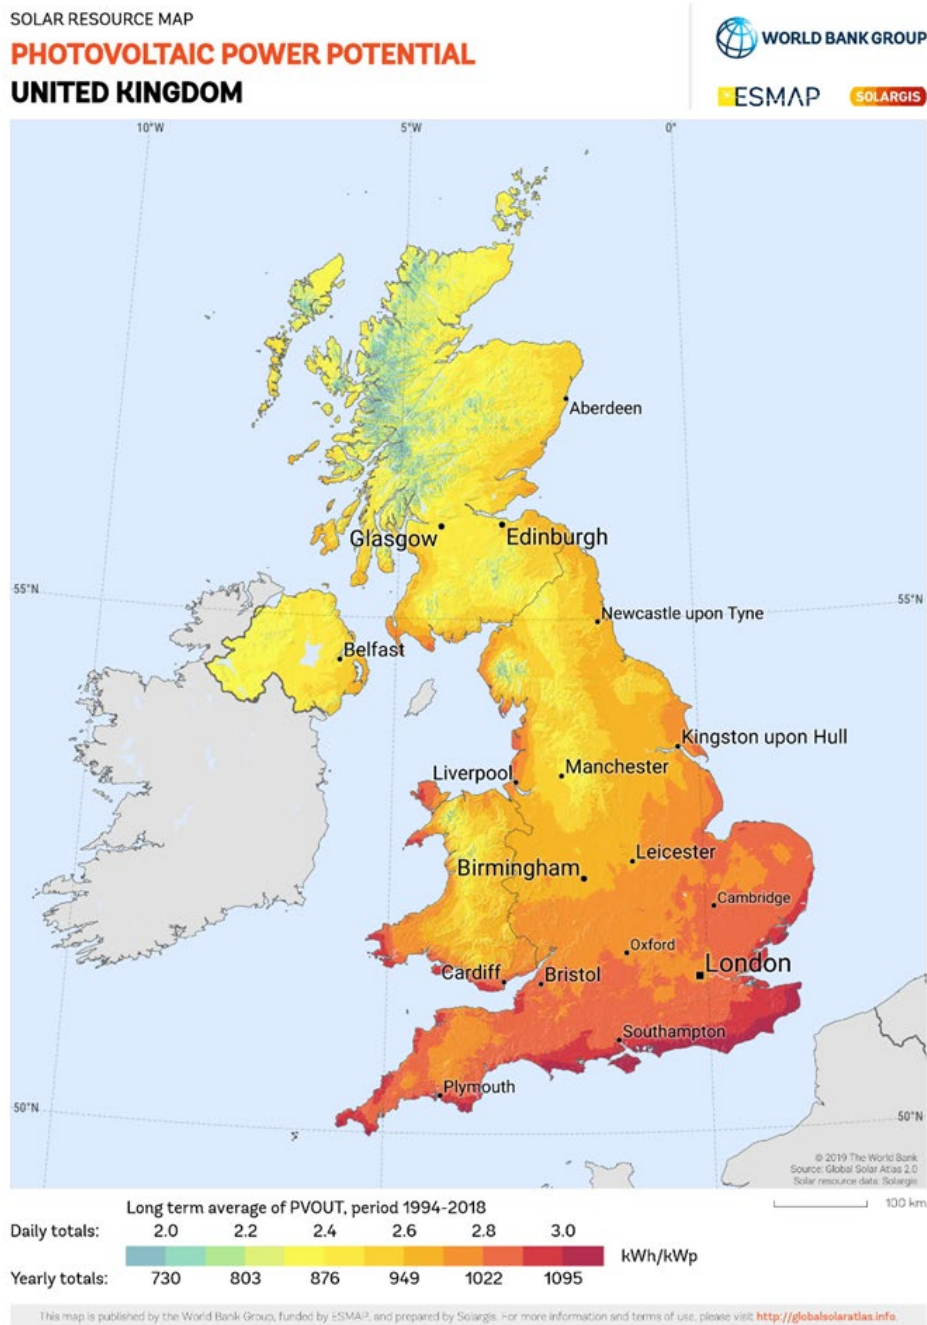 SOLAR RESOURCE MAP
PHOTOVOLTAIC POWER POTENTIAL
UNITED KINGDOM
WORLD BANK GROUP
ESMAP
SOLARGIS
10°W
5°W
0°
Aberdeen
Glasgow
Edinburgh
55°N
55°N
Newcastle upon Tyne
Belfast
Kingston upon Hull
Liverpool
Manchester
Leicester
Birmingham
Cambridge
Oxford
London
Cardiff
Bristol
Southampton
Plymouth
50°N
50°N
© 2019 The World Bank
Source: Global Solar Atlas 2.0
Solar resource data: Solargis
100 km
Long term average of PVOUT, period 1994-2018
Daily totals: 2.0 2.2 2.4 2.6 2.8 3.0
kWh/kWp
Yearly totals: 730 803 876 949 1022 1095
This map is published by the World Bank Group, funded by ESMAP, and prepared by Solargis. For more information and terms of use, please visit http://globalsolaratlas.info.